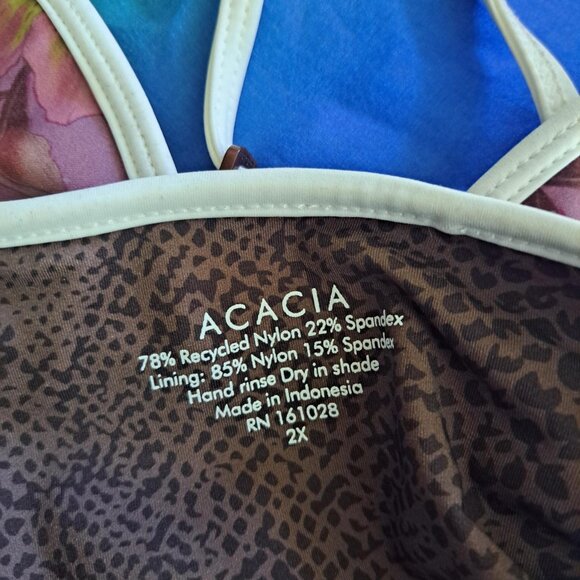 ACACIA
78% Recycled Nylon 22% Spandex
Lining: 85% Nylon 15% Spandex
Hand rinse Dry in shade
Made in Indonesia
RN 161028
2X